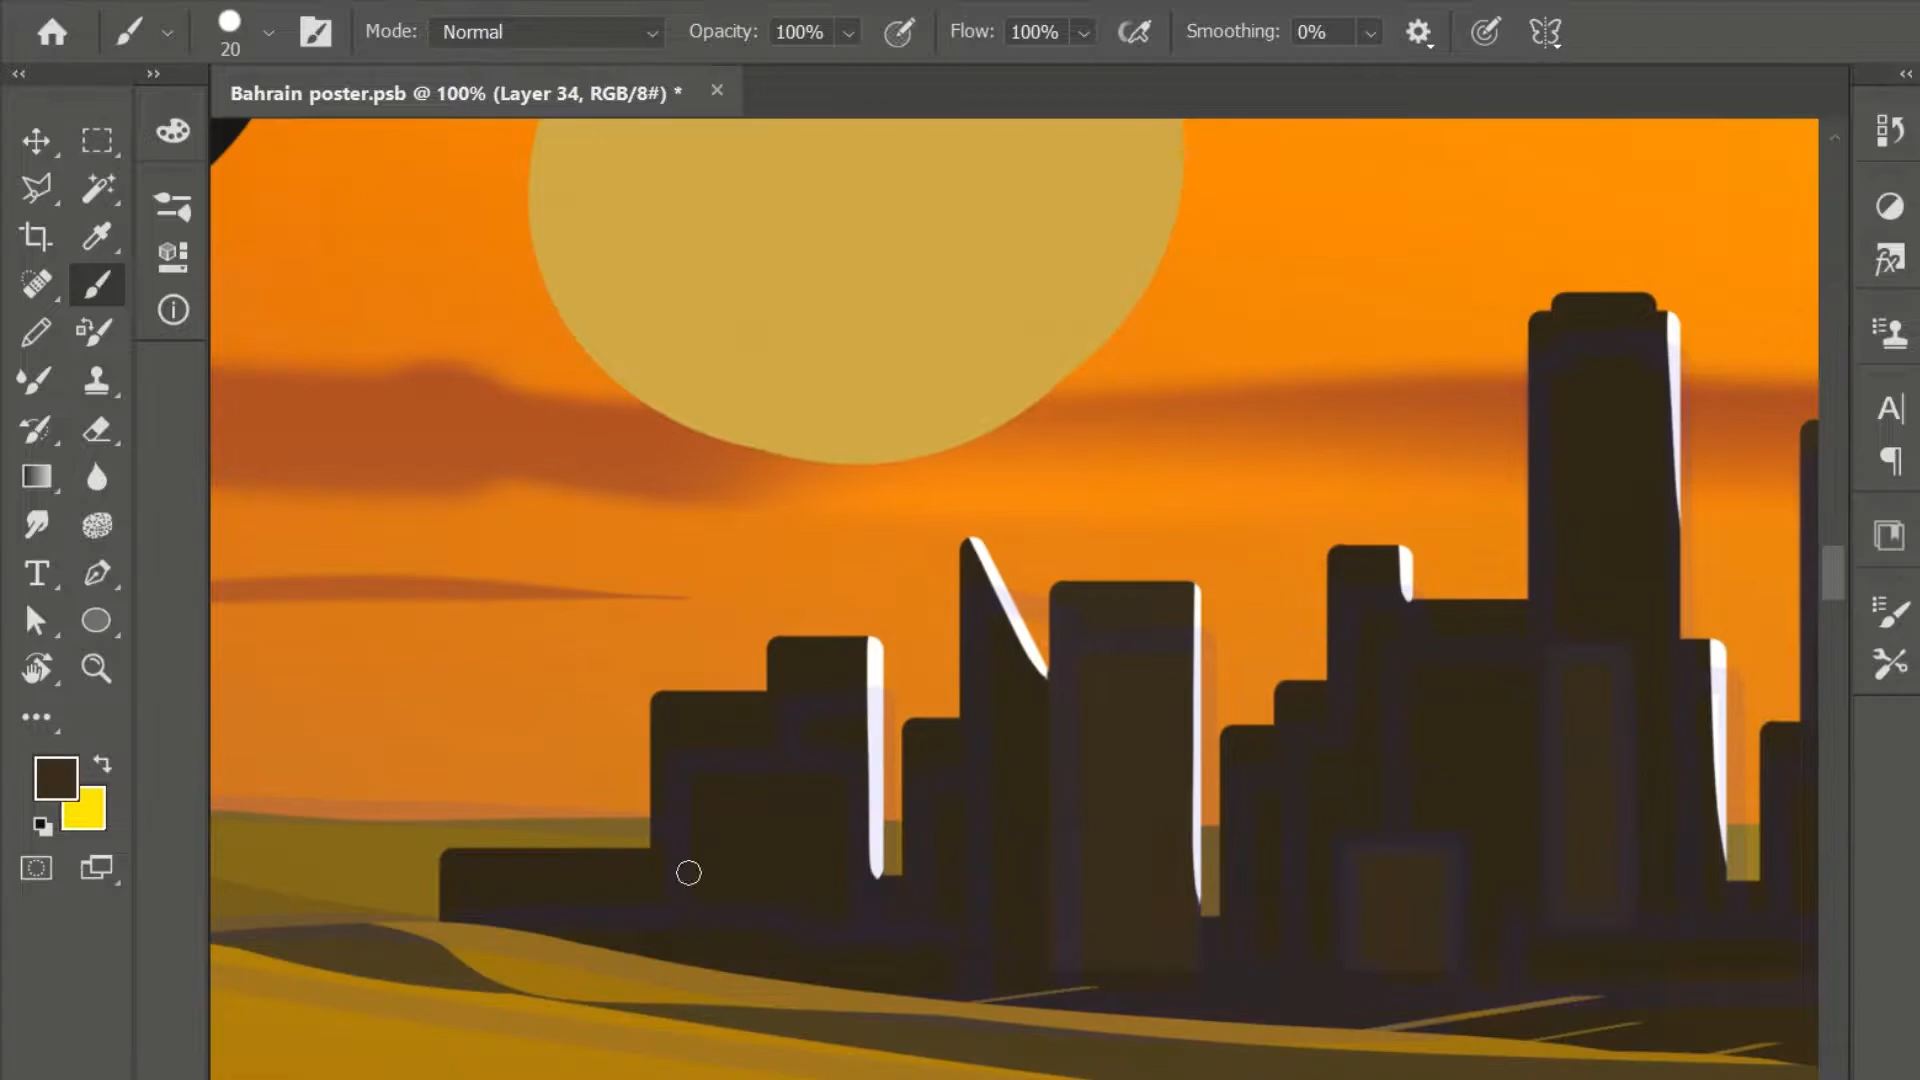 20
Mode: Normal Opacity: 100% Flow: 100% Smoothing: 0%
Bahrain poster.psb @ 100% (Layer 34, RGB/8#) *